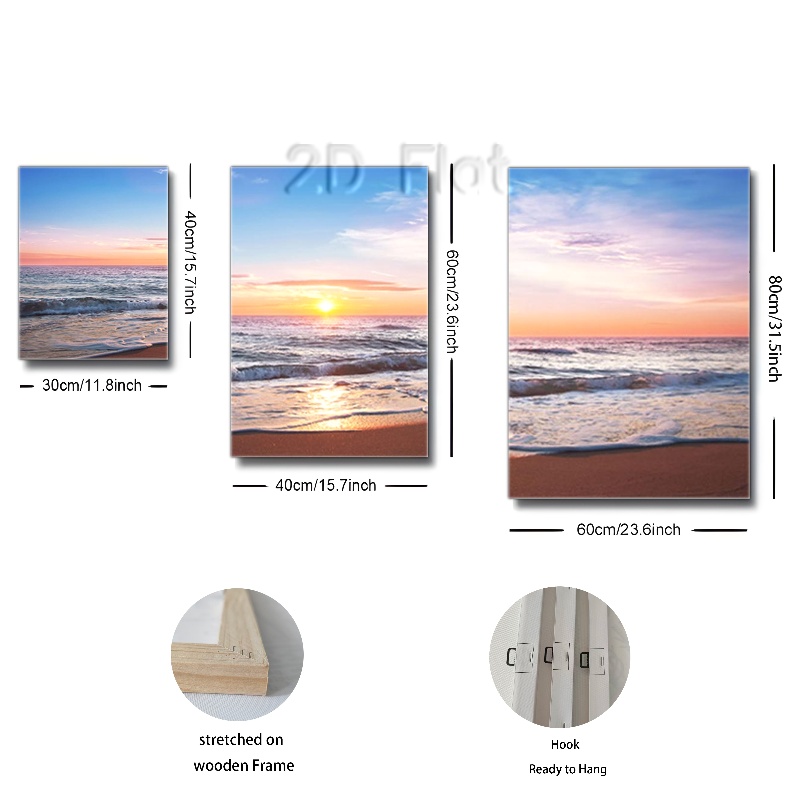 2D Flat
40cm/15.7inch
30cm/11.8inch
60cm/23.6inch
40cm/15.7inch
80cm/31.5inch
60cm/23.6inch
stretched on
wooden Frame
Hook
Ready to Hang